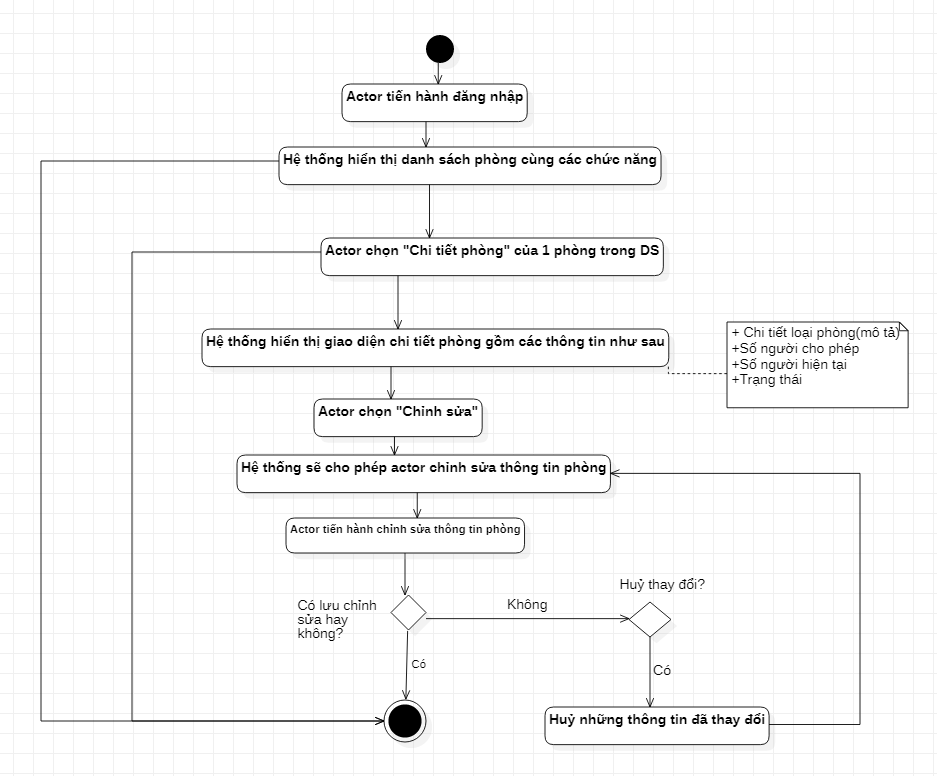 Actor tiến hành đăng nhập
Hệ thống hiển thị danh sách phòng cùng các chức năng
Actor chọn "Chi tiết phòng" của 1 phòng trong DS
Hệ thống hiển thị giao diện chi tiết phòng gồm các thông tin như sau
+ Chi tiết loại phòng(mô tả)
+Số người cho phép
+Số người hiện tại
+Trạng thái
Actor chọn "Chỉnh sửa"
Hệ thống sẽ cho phép actor chỉnh sửa thông tin phòng
Actor tiến hành chỉnh sửa thông tin phòng
Có lưu chỉnh
sửa hay
không?
Không
Huỷ thay đổi?
Có
Có
Huỷ những thông tin đã thay đổi